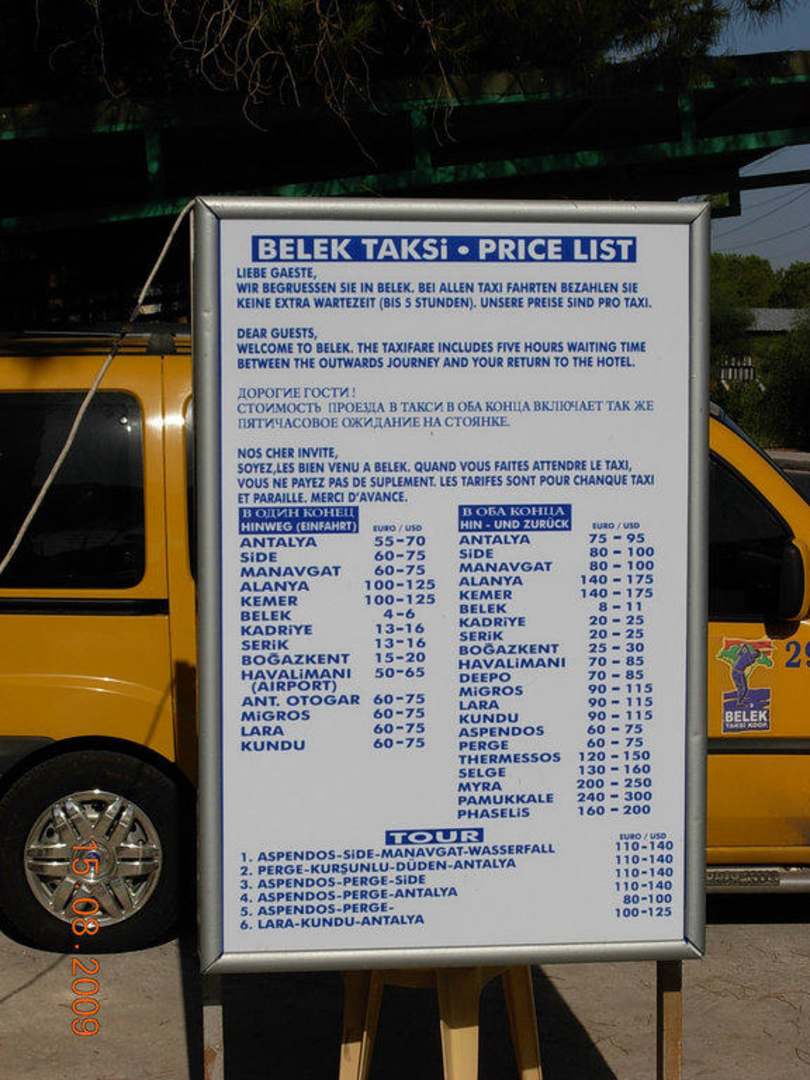 BELEK TAKSi • PRICE LIST
LIEBE GAESTE,
WIR BEGRUESSEN SIE IN BELEK. BEI ALLEN TAXI FAHRTEN BEZAHLEN SIE
KEINE EXTRA WARTEZEIT (BIS 5 STUNDEN). UNSERE PREISE SIND PRO TAXI.
DEAR GUESTS,
WELCOME TO BELEK. THE TAXIFARE INCLUDES FIVE HOURS WAITING TIME
BETWEEN THE OUTWARDS JOURNEY AND YOUR RETURN TO THE HOTEL.
ДОРОГИЕ ГОСТИ !
СТОИМОСТЬ ПРОЕЗДА В ТАКСИ В ОБА КОНЦА ВКЛЮЧАЕТ ТАК ЖЕ
ПЯТИЧАСОВОЕ ОЖИДАНИЕ НА СТОЯНКЕ.
NOS CHER INVITE,
SOYEZ,LES BIEN VENU A BELEK. QUAND VOUS FAITES ATTENDRE LE TAXI,
VOUS NE PAYEZ PAS DE SUPLEMENT. LES TARIFES SONT POUR CHANQUE TAXI
ET PARAILLE. MERCI D'AVANCE.
В ОДИН КОНЕЦ
HINWEG (EINFAHRT) EURO / USD
ANTALYA 55-70
SiDE 60-75
MANAVGAT 60-75
ALANYA 100-125
KEMER 100-125
BELEK 4-6
KADRiYE 13-16
SERiK 13-16
BOĞAZKENT 15-20
HAVALiMANI 50-65
(AIRPORT)
ANT. OTOGAR 60-75
MiGROS 60-75
LARA 60-75
KUNDU 60-75
В ОБА КОНЦА
HIN - UND ZURÜCK EURO / USD
ANTALYA 75 - 95
SiDE 80 - 100
MANAVGAT 80 - 100
ALANYA 140 - 175
KEMER 140 - 175
BELEK 8 - 11
KADRiYE 20 - 25
SERiK 20 - 25
BOĞAZKENT 25 - 30
HAVALiMANI 70 - 85
DEEPO 70 - 85
MiGROS 90 - 115
LARA 90 - 115
KUNDU 90 - 115
ASPENDOS 60 - 75
PERGE 60 - 75
THERMESSOS 120 - 150
SELGE 130 - 160
MYRA 200 - 250
PAMUKKALE 240 - 300
PHASELiS 160 - 200
TOUR EURO / USD
1. ASPENDOS-SiDE-MANAVGAT-WASSERFALL 110-140
2. PERGE-KURŞUNLU-DÜDEN-ANTALYA 110-140
3. ASPENDOS-PERGE-SiDE 110-140
4. ASPENDOS-PERGE-ANTALYA 110-140
5. ASPENDOS-PERGE- 80-100
6. LARA-KUNDU-ANTALYA 100-125
29
BELEK
TAKSİ KOOP.
15.08.2009